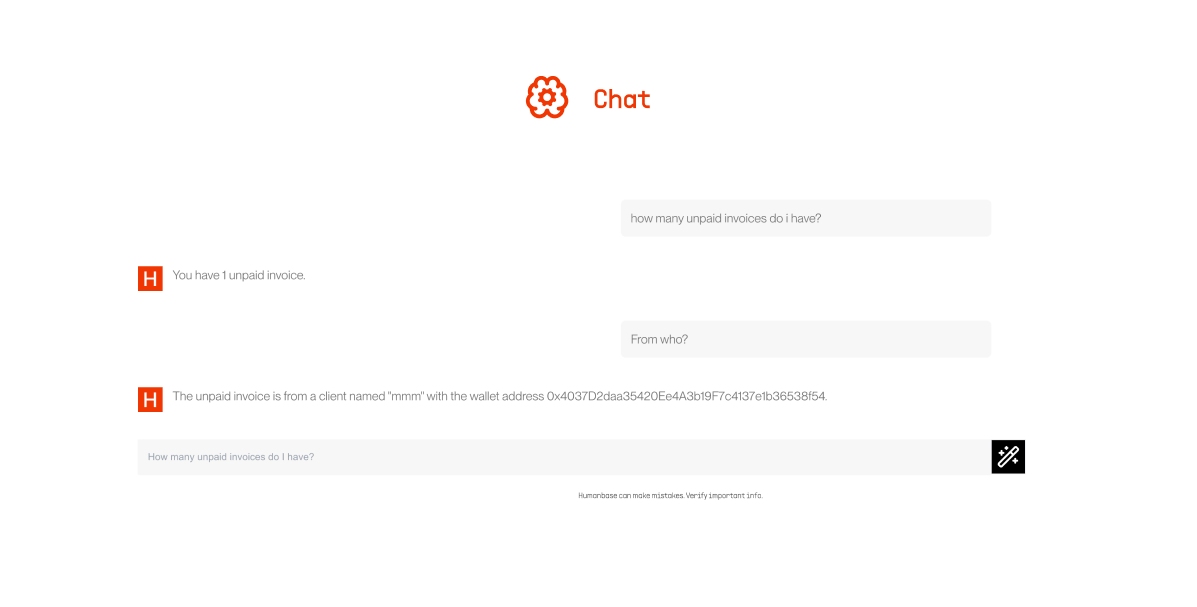 Chat
how many unpaid invoices do i have?
H
You have 1 unpaid invoice.
From who?
H
The unpaid invoice is from a client named "mmm" with the wallet address 0x4037D2daa35420Ee4A3b19F7c4137e1b36538f54.
How many unpaid invoices do I have?
Humanbase can make mistakes. Verify important info.